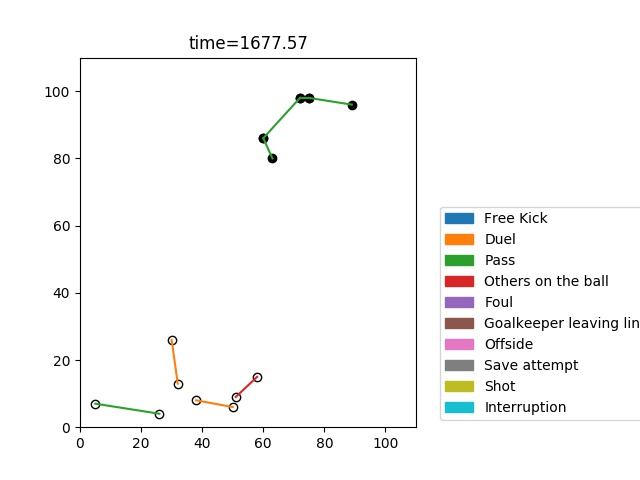 time=1677.57
100
80
60
40
20
0
0 20 40 60 80 100
Free Kick
Duel
Pass
Others on the ball
Foul
Goalkeeper leaving lin
Offside
Save attempt
Shot
Interruption